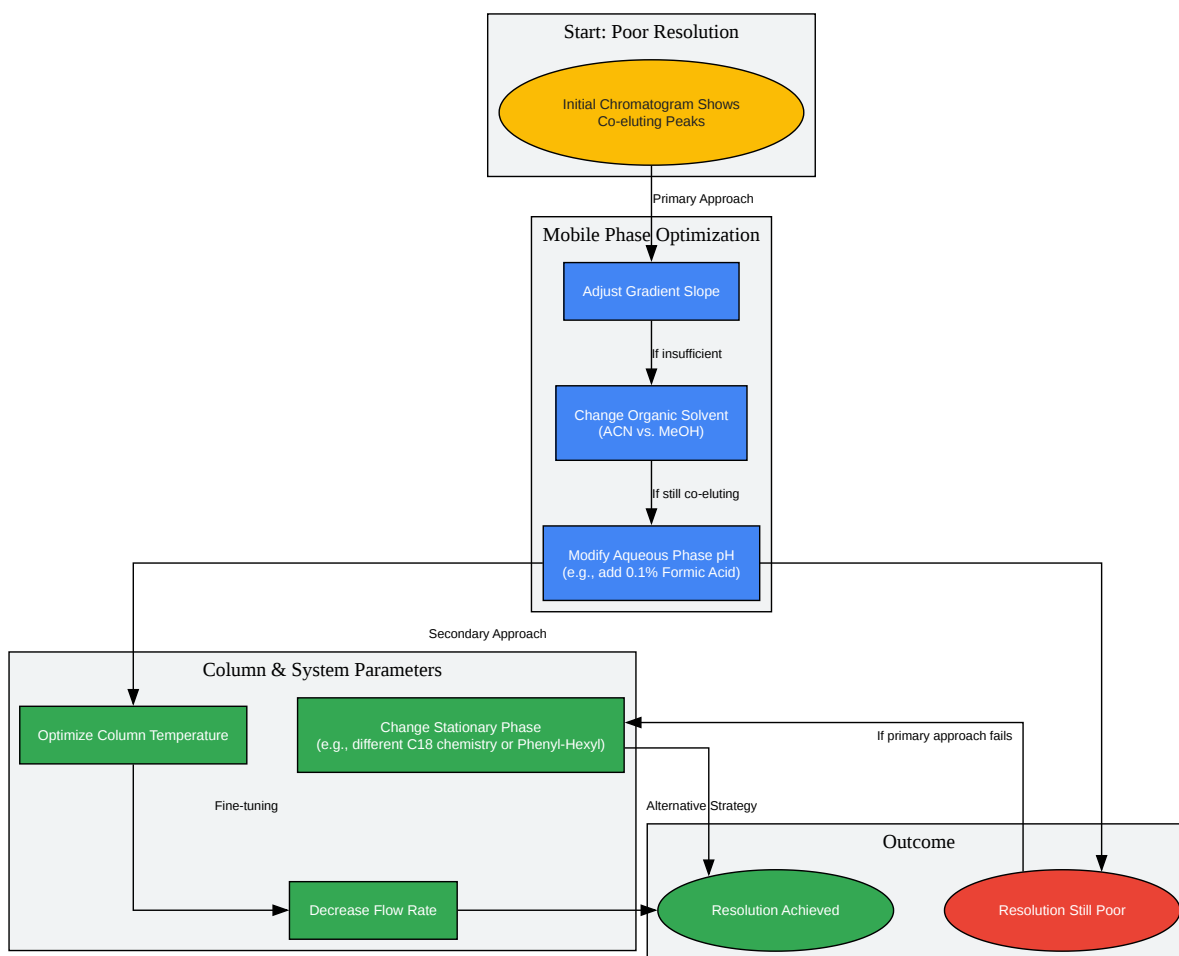 Start: Poor Resolution
Initial Chromatogram Shows
Co-eluting Peaks
Primary Approach
Mobile Phase Optimization
Adjust Gradient Slope
If insufficient
Change Organic Solvent
(ACN vs. MeOH)
If still co-eluting
Modify Aqueous Phase pH
(e.g., add 0.1% Formic Acid)
Secondary Approach
Column & System Parameters
Optimize Column Temperature
Change Stationary Phase
(e.g., different C18 chemistry or Phenyl-Hexyl)
If primary approach fails
Fine-tuning
Alternative Strategy
Outcome
Decrease Flow Rate
Resolution Achieved
Resolution Still Poor